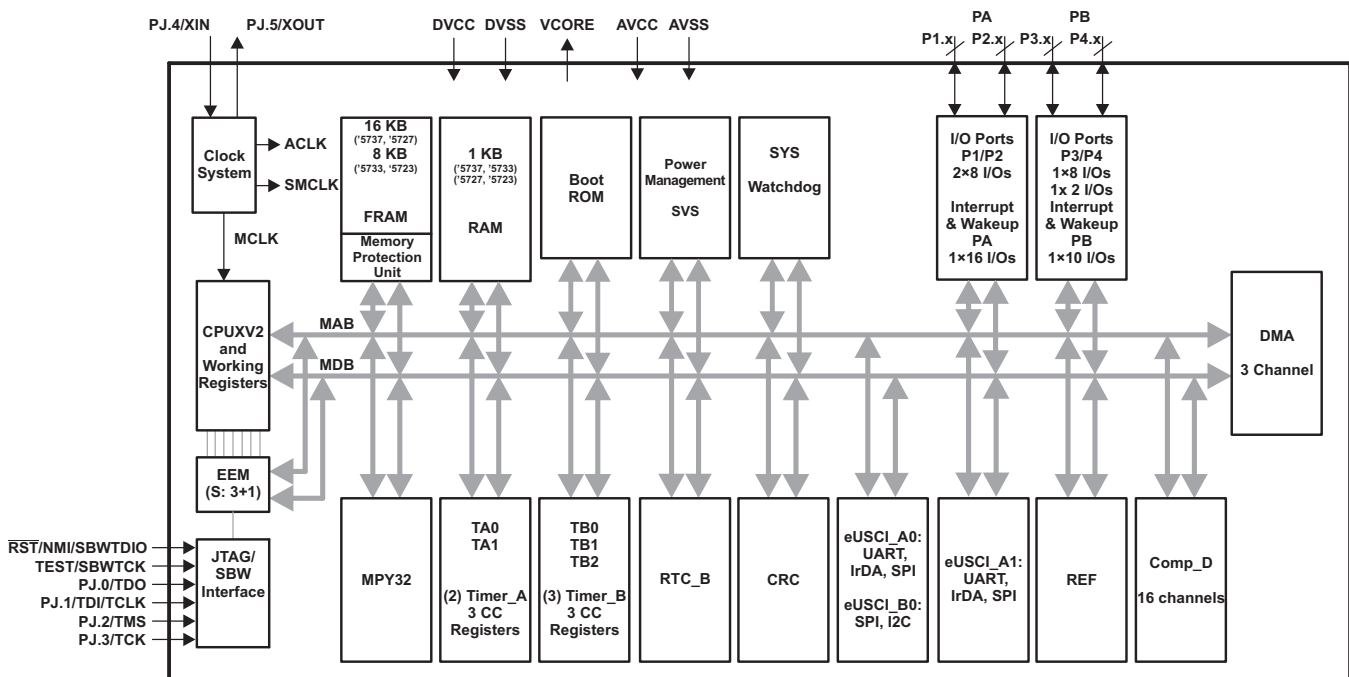 PJ.4/XIN
PJ.5/XOUT
DVCC
DVSS
VCORE
AVCC
AVSS
PA
P1.x
P2.x
PB
P3.x
P4.x
Clock
System
ACLK
SMCLK
MCLK
16 KB
('5737, '5727)
8 KB
('5733, '5723)
FRAM
Memory
Protection
Unit
1 KB
('5737, '5733)
('5727, '5723)
RAM
Boot
ROM
Power
Management
SVS
SYS
Watchdog
I/O Ports
P1/P2
2×8 I/Os
Interrupt
& Wakeup
PA
1×16 I/Os
I/O Ports
P3/P4
1×8 I/Os
1x 2 I/Os
Interrupt
& Wakeup
PB
1×10 I/Os
CPUXV2
and
Working
Registers
MAB
MDB
DMA
3 Channel
EEM
(S: 3+1)
RST/NMI/SBWTDIO
TEST/SBWTCK
PJ.0/TDO
PJ.1/TDI/TCLK
PJ.2/TMS
PJ.3/TCK
JTAG/
SBW
Interface
MPY32
TA0
TA1
(2) Timer_A
3 CC
Registers
TB0
TB1
TB2
(3) Timer_B
3 CC
Registers
RTC_B
CRC
eUSCI_A0:
UART,
IrDA, SPI
eUSCI_B0:
SPI, I2C
eUSCI_A1:
UART,
IrDA, SPI
REF
Comp_D
16 channels